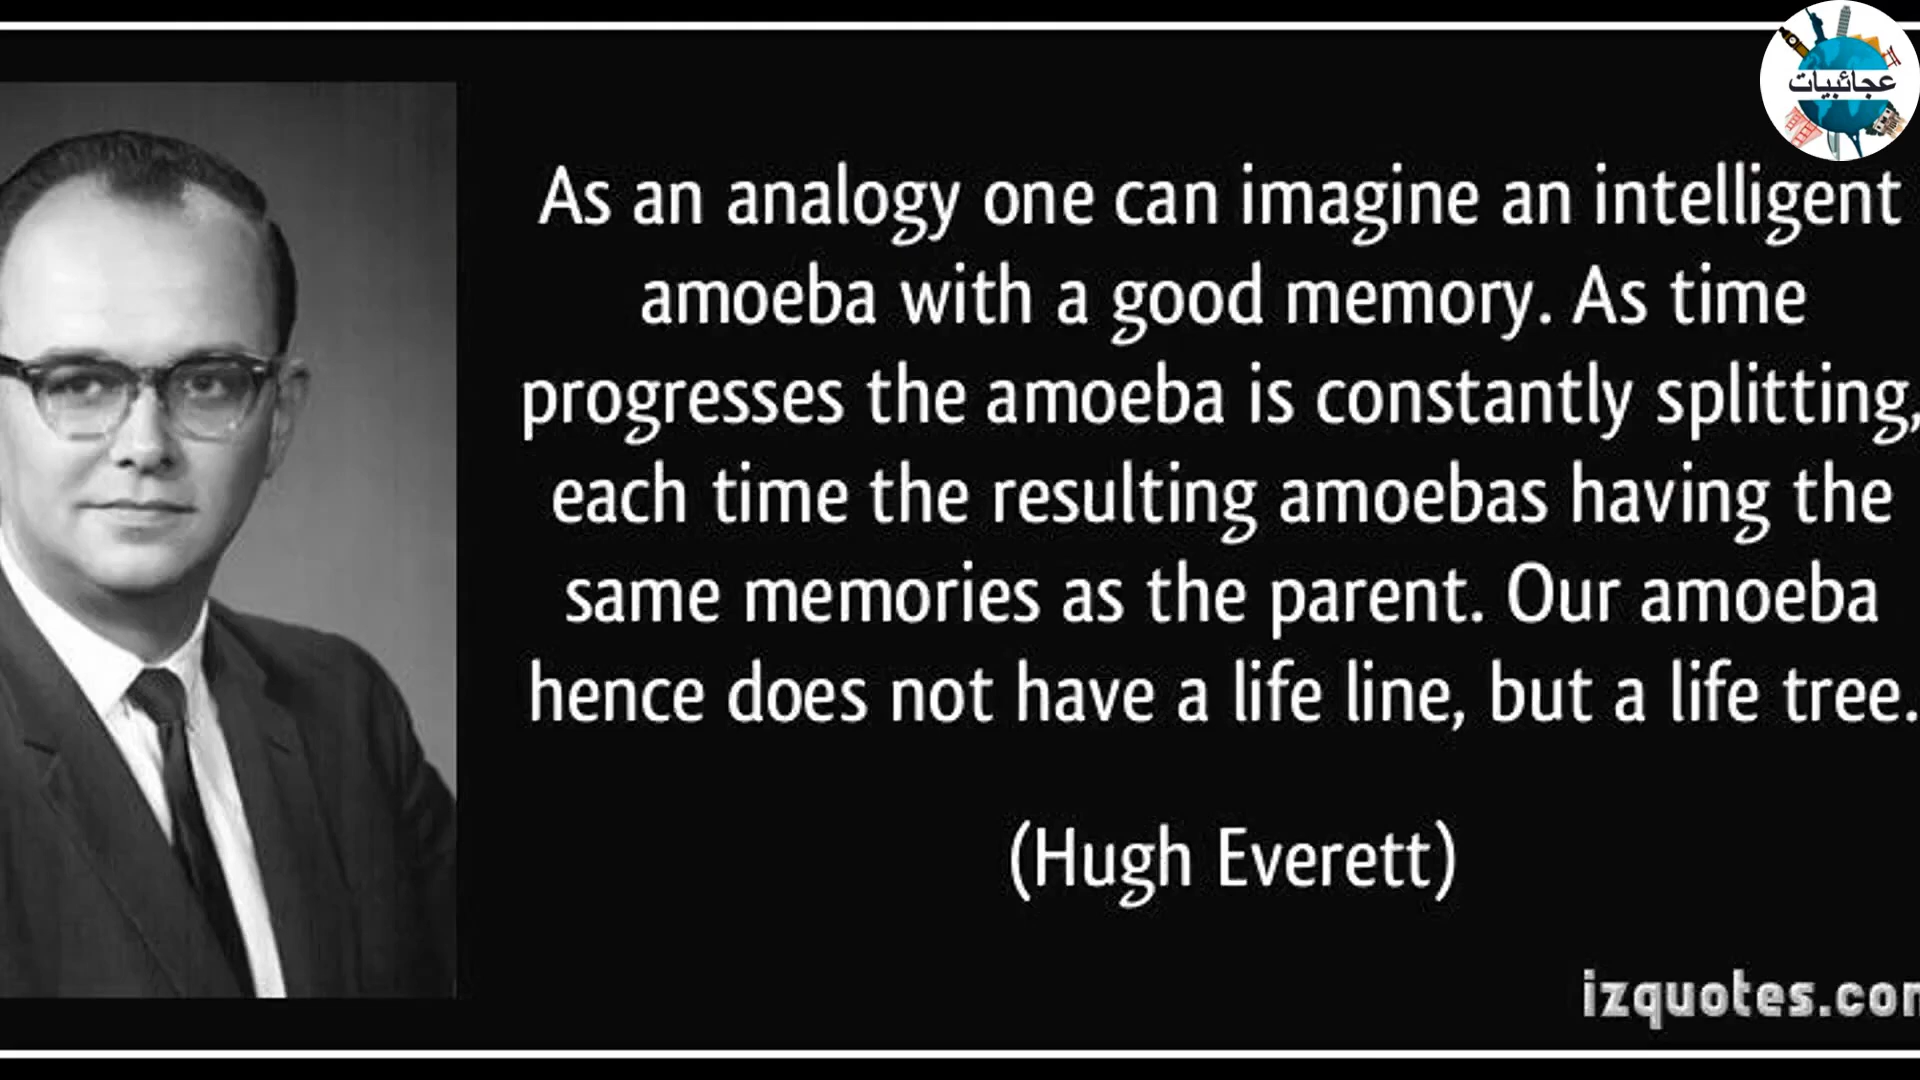 عجائبيات
As an analogy one can imagine an intelligent
amoeba with a good memory. As time
progresses the amoeba is constantly splitting,
each time the resulting amoebas having the
same memories as the parent. Our amoeba
hence does not have a life line, but a life tree.
(Hugh Everett)
izquotes.com